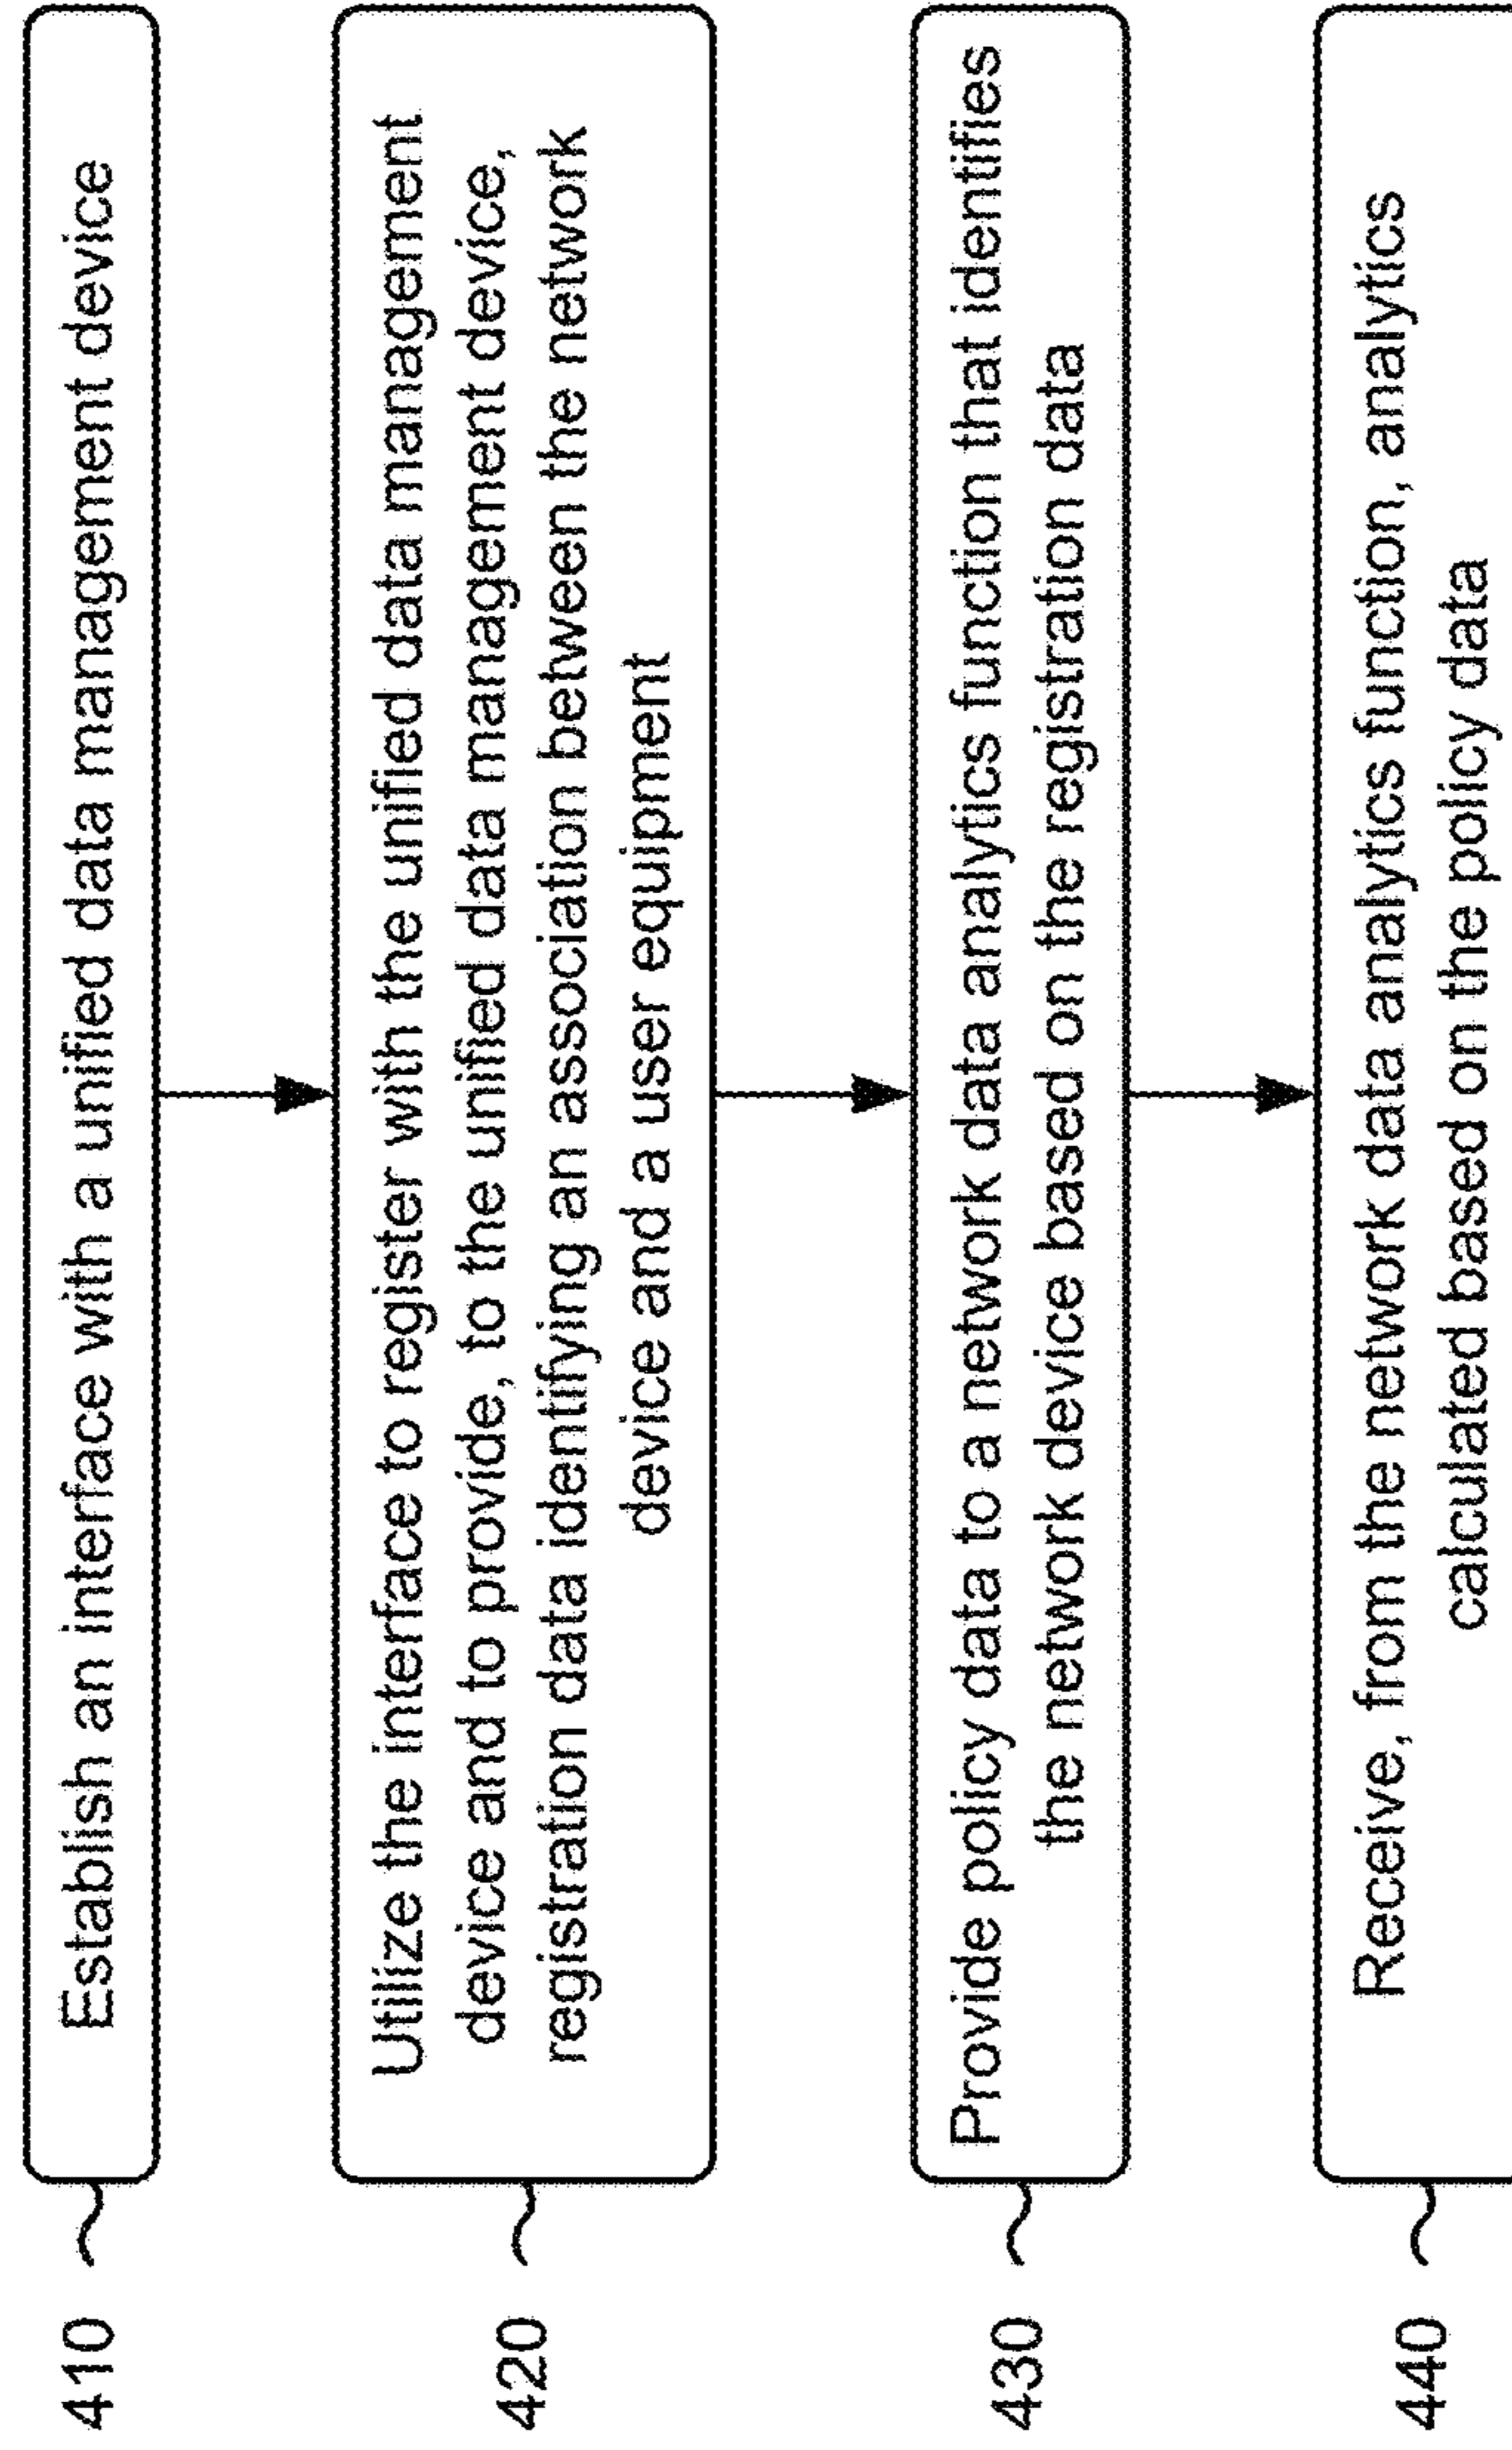 410
Establish an interface with a unified data management device
420
Utilize the interface to register with the unified data management
device and to provide, to the unified data management device,
registration data identifying an association between the network
device and a user equipment
430
Provide policy data to a network data analytics function that identifies
the network device based on the registration data
440
Receive, from the network data analytics function, analytics
calculated based on the policy data